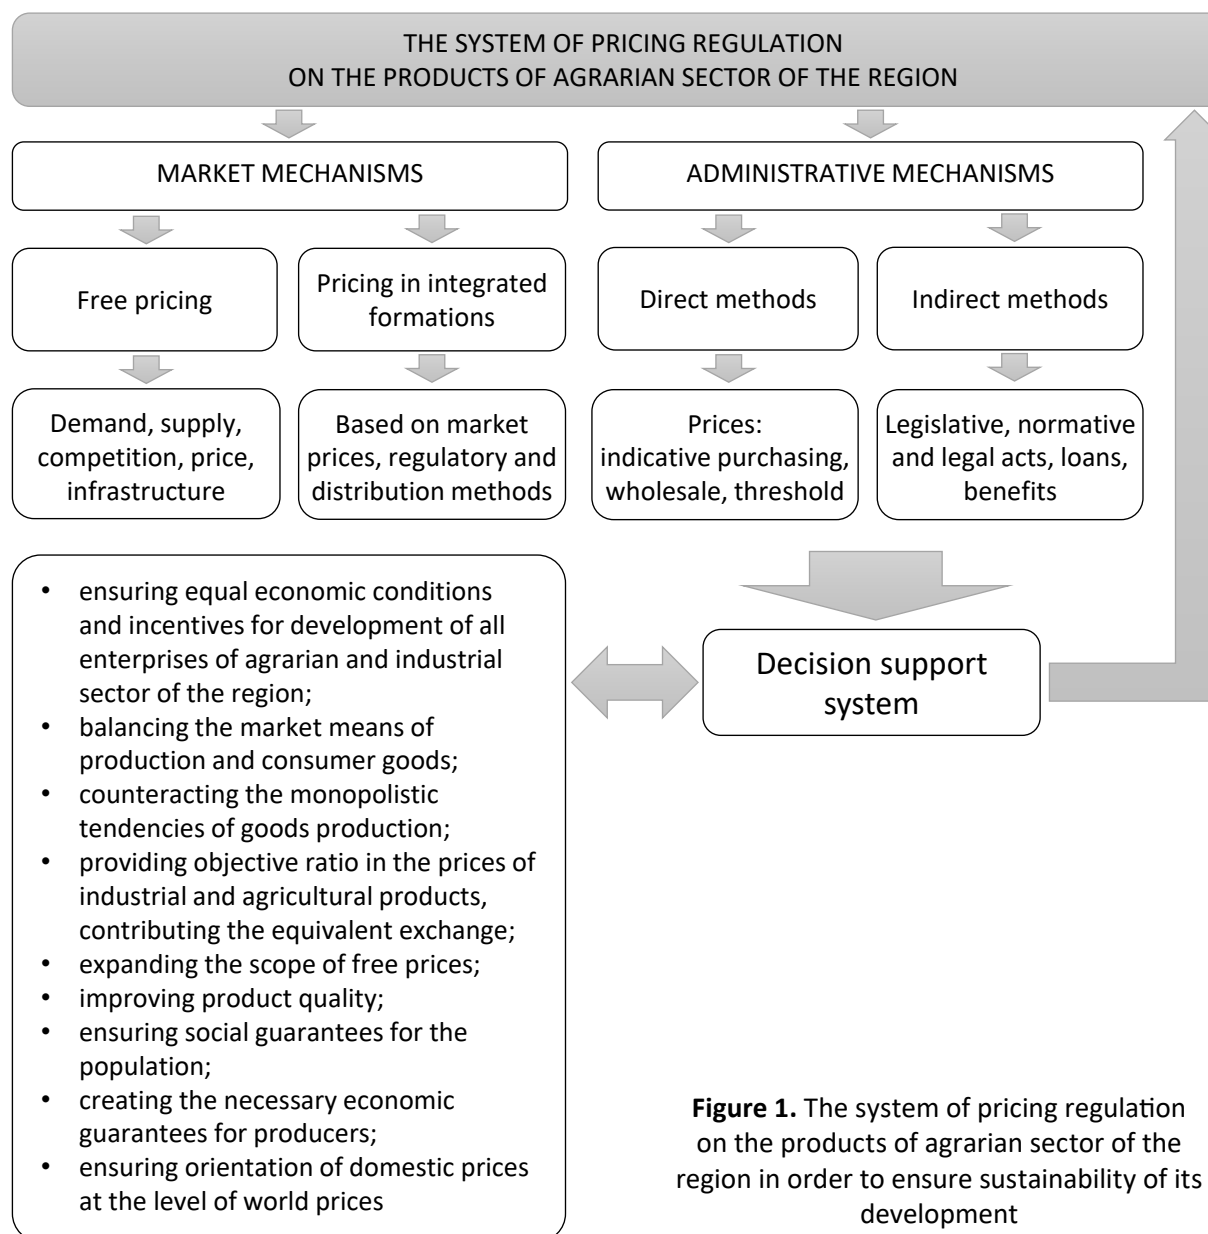 THE SYSTEM OF PRICING REGULATION
ON THE PRODUCTS OF AGRARIAN SECTOR OF THE REGION
MARKET MECHANISMS
ADMINISTRATIVE MECHANISMS
Free pricing
Pricing in integrated
formations
Direct methods
Indirect methods
Demand, supply,
competition, price,
infrastructure
Based on market
prices, regulatory and
distribution methods
Prices:
indicative purchasing,
wholesale, threshold
Legislative, normative
and legal acts, loans,
benefits
• ensuring equal economic conditions
and incentives for development of all
enterprises of agrarian and industrial
sector of the region;
• balancing the market means of
production and consumer goods;
• counteracting the monopolistic
tendencies of goods production;
• providing objective ratio in the prices of
industrial and agricultural products,
contributing the equivalent exchange;
• expanding the scope of free prices;
• improving product quality;
• ensuring social guarantees for the
population;
• creating the necessary economic
guarantees for producers;
• ensuring orientation of domestic prices
at the level of world prices
Decision support
system
Figure 1. The system of pricing regulation
on the products of agrarian sector of the
region in order to ensure sustainability of its
development